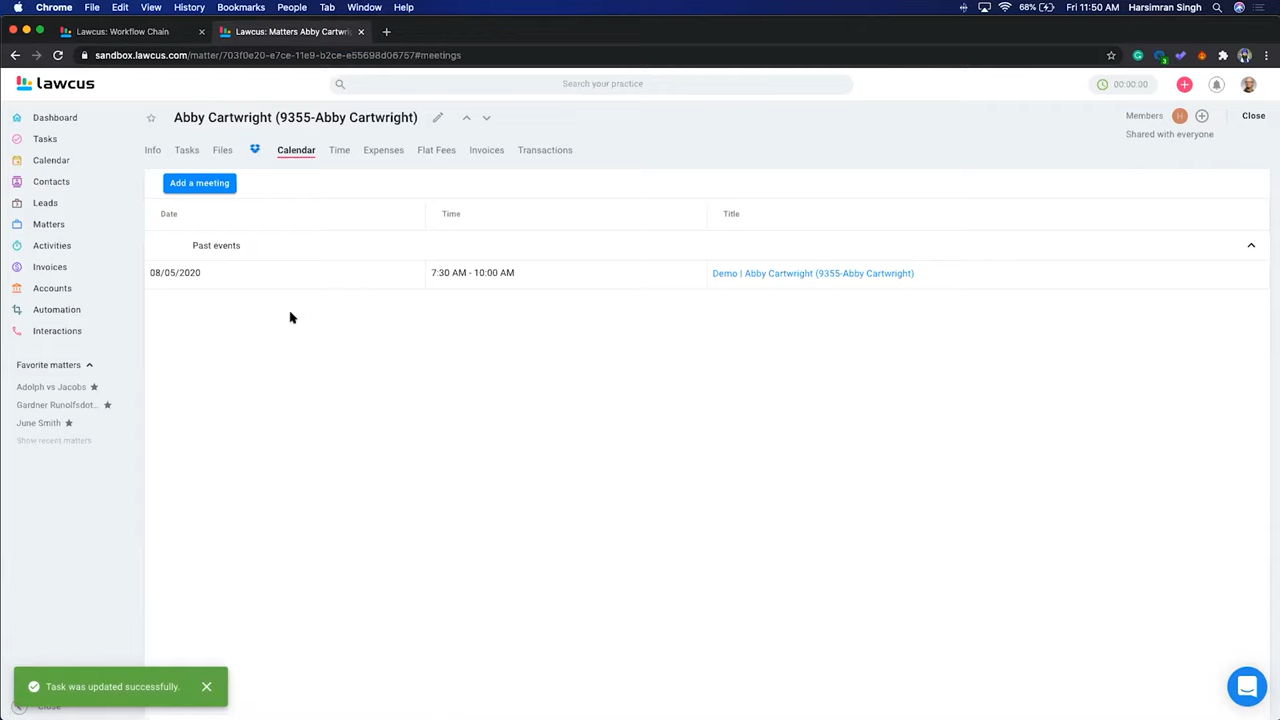 Chrome File Edit View History Bookmarks People Tab Window Help 68% Fri 11:50 AM Harsimran Singh
Lawcus: Workflow Chain × Lawcus: Matters Abby Cartwri × +
sandbox.lawcus.com/matter/703f0e20-e7ce-11e9-b2ce-e55698d06757#meetings
lawcus Search your practice 00:00:00
Abby Cartwright (9355-Abby Cartwright) Members H Close
Shared with everyone
Info Tasks Files Calendar Time Expenses Flat Fees Invoices Transactions
Dashboard
Tasks
Calendar
Contacts
Leads
Matters
Activities
Invoices
Accounts
Automation
Interactions
Favorite matters
Adolph vs Jacobs
Gardner Runolfsdot...
June Smith
Show recent matters
Close
Add a meeting
Date Time Title
Past events
08/05/2020 7:30 AM - 10:00 AM Demo | Abby Cartwright (9355-Abby Cartwright)
Task was updated successfully.